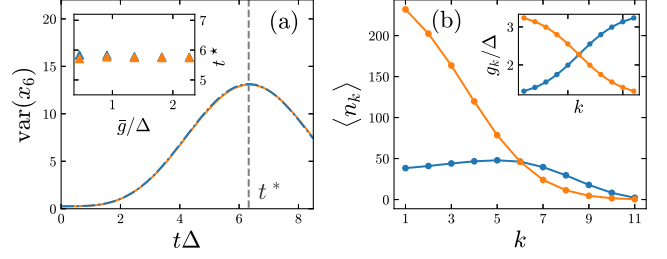 (a)
var(x₆)
20
15
10
5
0
0 2 4 6 8
tΔ
t*
7
6
5
t⋆
1 2
ḡ/Δ
(b)
⟨nₖ⟩
200
150
100
50
0
1 3 5 7 9 11
k
gₖ/Δ
3
2
k